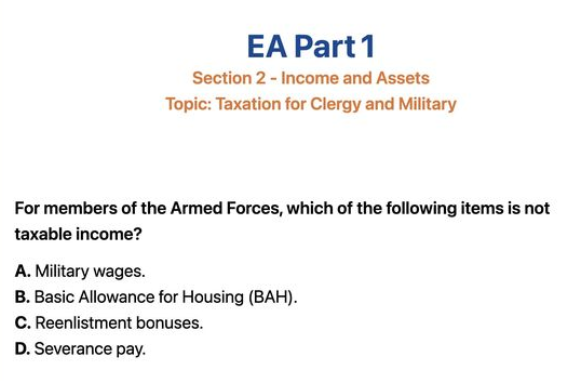 EA Part 1
Section 2 - Income and Assets
Topic: Taxation for Clergy and Military
For members of the Armed Forces, which of the following items is not
taxable income?
A. Military wages.
B. Basic Allowance for Housing (BAH).
C. Reenlistment bonuses.
D. Severance pay.